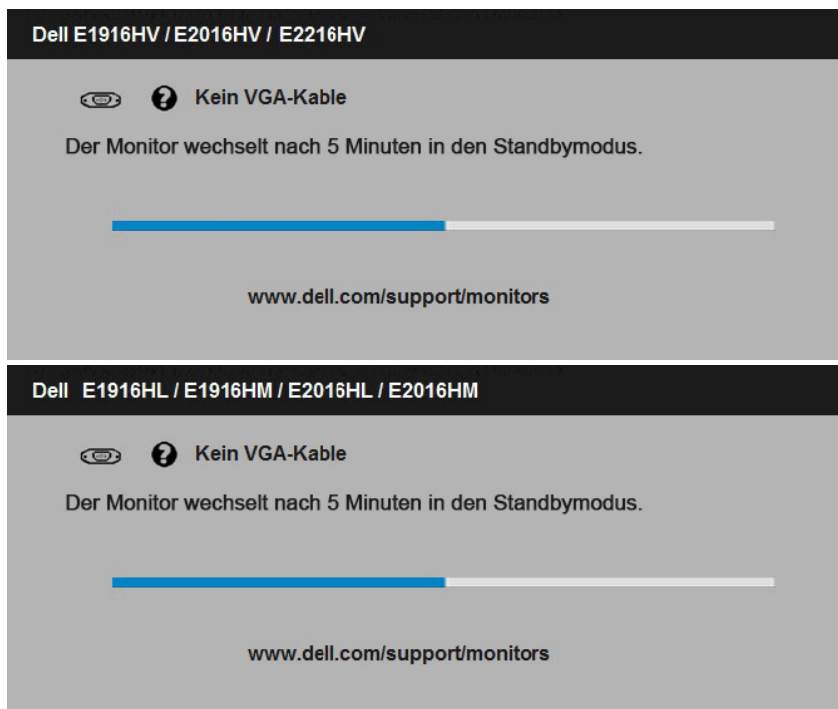 Dell E1916HV / E2016HV / E2216HV
Kein VGA-Kable
Der Monitor wechselt nach 5 Minuten in den Standbymodus.
www.dell.com/support/monitors
Dell E1916HL / E1916HM / E2016HL / E2016HM
Kein VGA-Kable
Der Monitor wechselt nach 5 Minuten in den Standbymodus.
www.dell.com/support/monitors